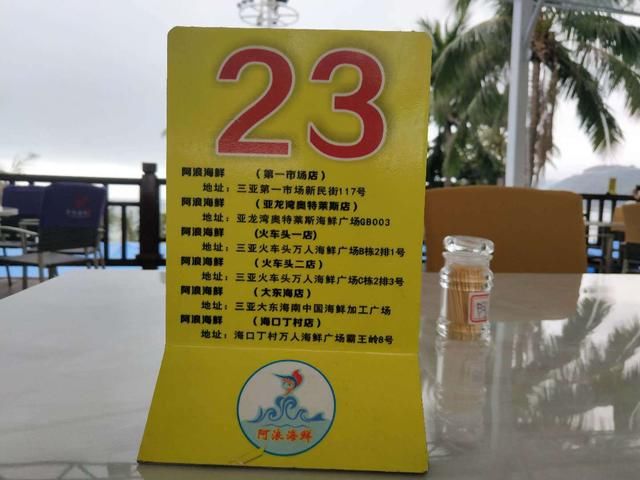 23
阿浪海鲜 (第一市场店)
地址:三亚第一市场新民街117号
阿浪海鲜 (亚龙湾奥特莱斯店)
地址:亚龙湾奥特莱斯海鲜广场GB003
阿浪海鲜 (火车头一店)
地址:三亚火车头万人海鲜广场B栋2排1号
阿浪海鲜 (火车头二店)
地址:三亚火车头万人海鲜广场C栋2排3号
阿浪海鲜 (大东海店)
地址:三亚大东海南中国海鲜加工广场
阿浪海鲜 (海口丁村店)
地址:海口丁村万人海鲜广场霸王岭8号
阿浪海鲜